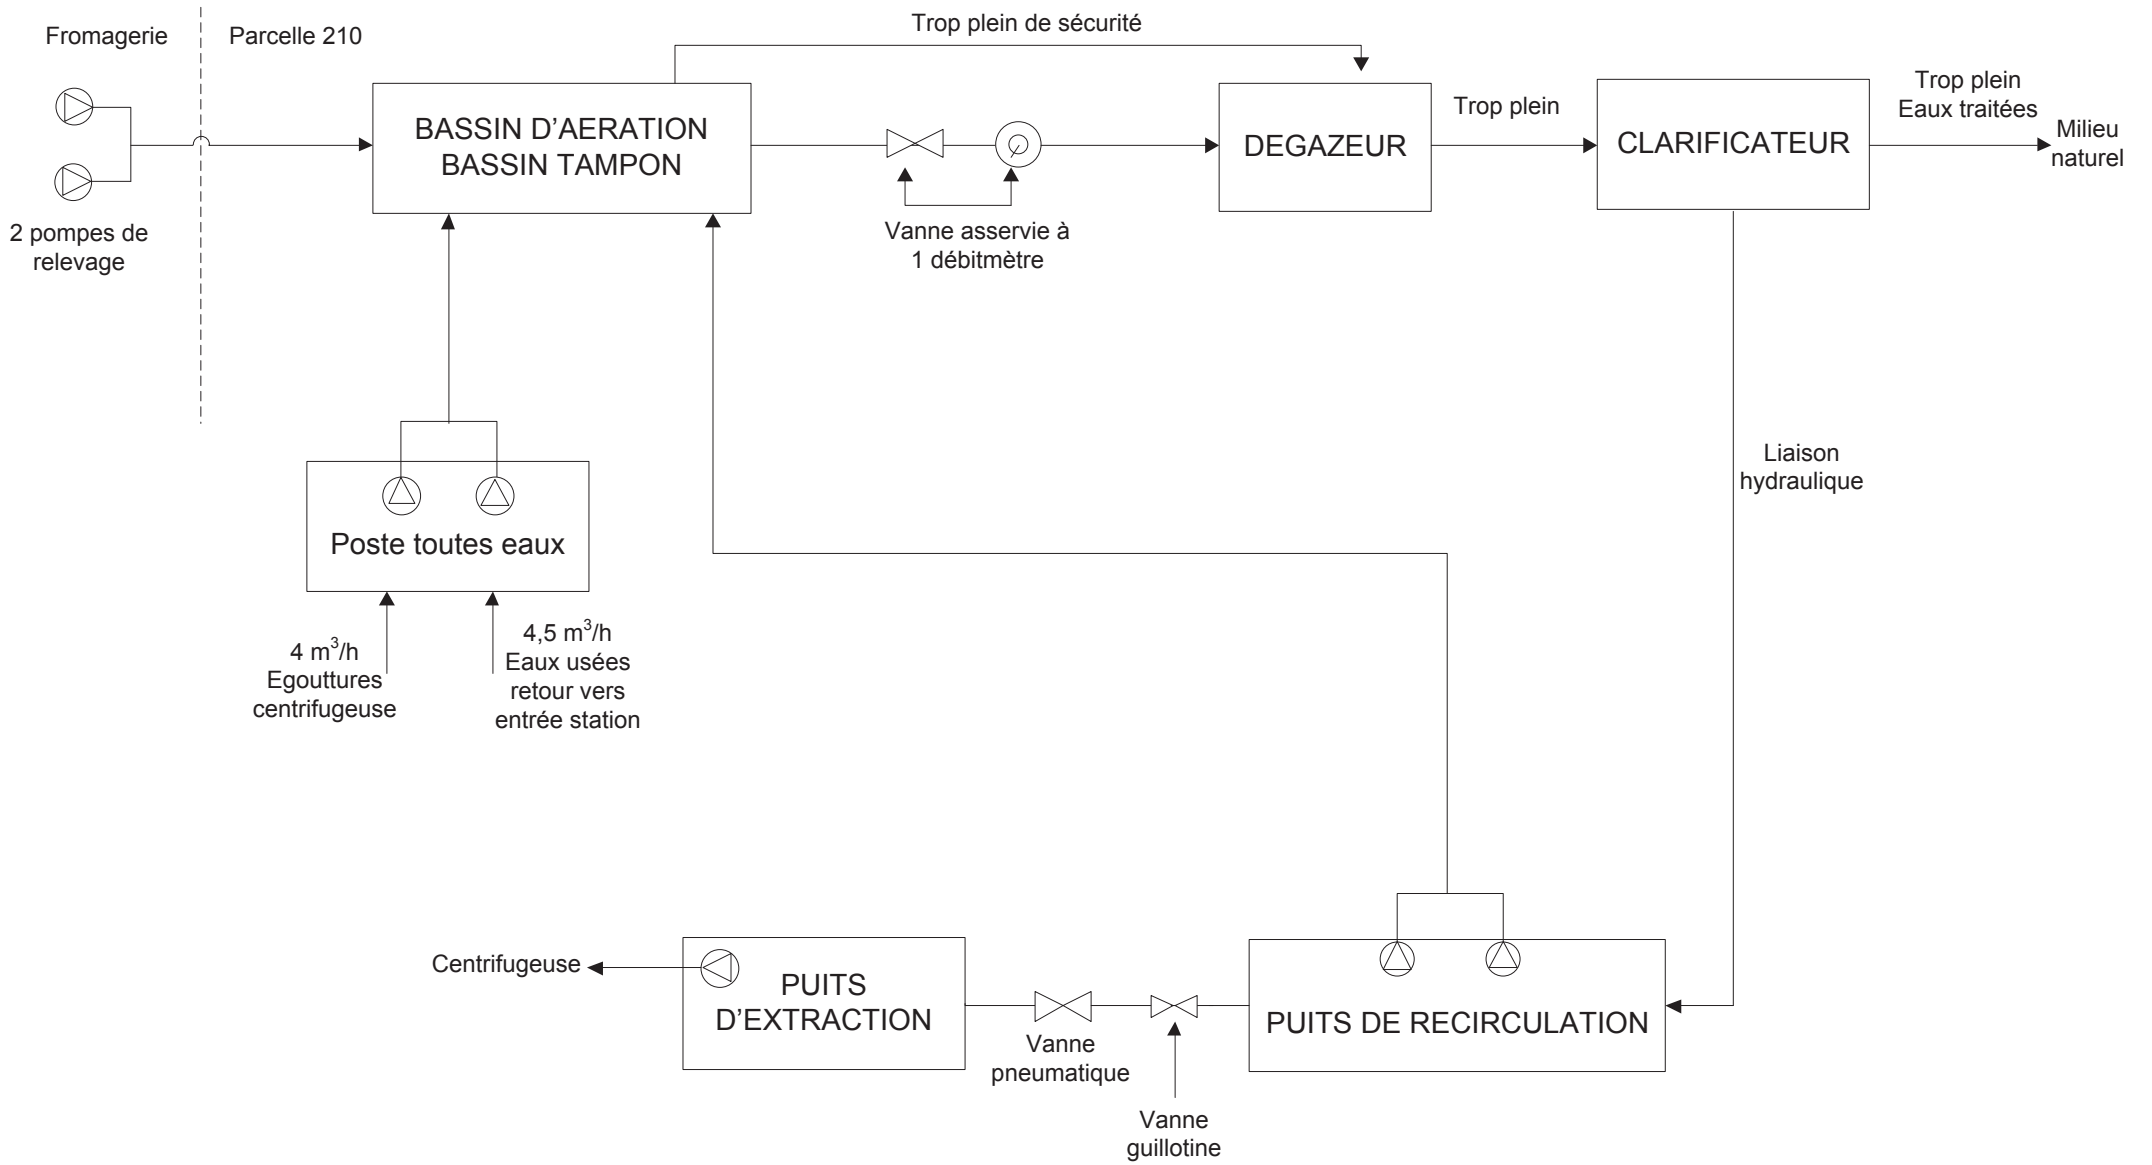 Trop plein de sécurité
Fromagerie
Parcelle 210
Trop plein
Trop plein
Eaux traitées
BASSIN D'AERATION
BASSIN TAMPON
DEGAZEUR
CLARIFICATEUR
Milieu
naturel
2 pompes de
relevage
Vanne asservie à
1 débitmètre
Liaison
hydraulique
Poste toutes eaux
4 m³/h
Egouttures
centrifugeuse
4,5 m³/h
Eaux usées
retour vers
entrée station
Centrifugeuse
PUITS
D'EXTRACTION
PUITS DE RECIRCULATION
Vanne
pneumatique
Vanne
guillotine